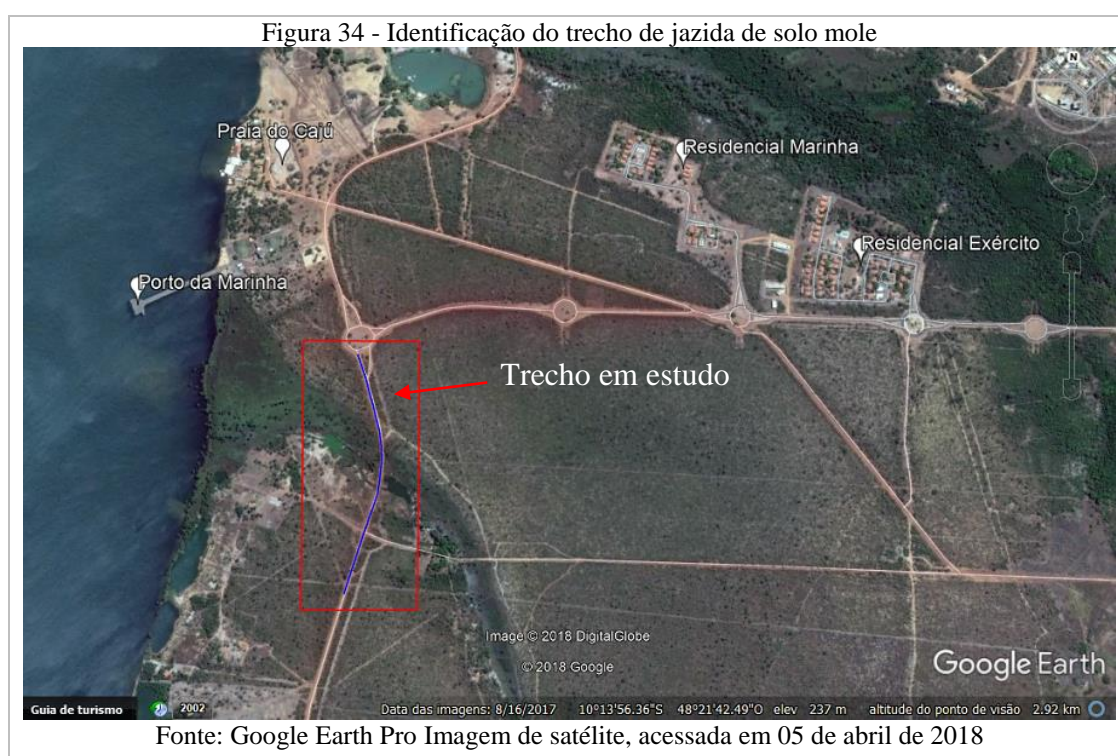 Figura 34 - Identificação do trecho de jazida de solo mole
N
Praia do Cajú
Residencial Marinha
Residencial Exército
Porto da Marinha
Trecho em estudo
Image © 2018 DigitalGlobe
© 2018 Google
Google Earth
Guia de turismo 2002 Data das imagens: 8/16/2017 10°13'56.36"S 48°21'42.49"O elev 237 m altitude do ponto de visão 2.92 km
Fonte: Google Earth Pro Imagem de satélite, acessada em 05 de abril de 2018